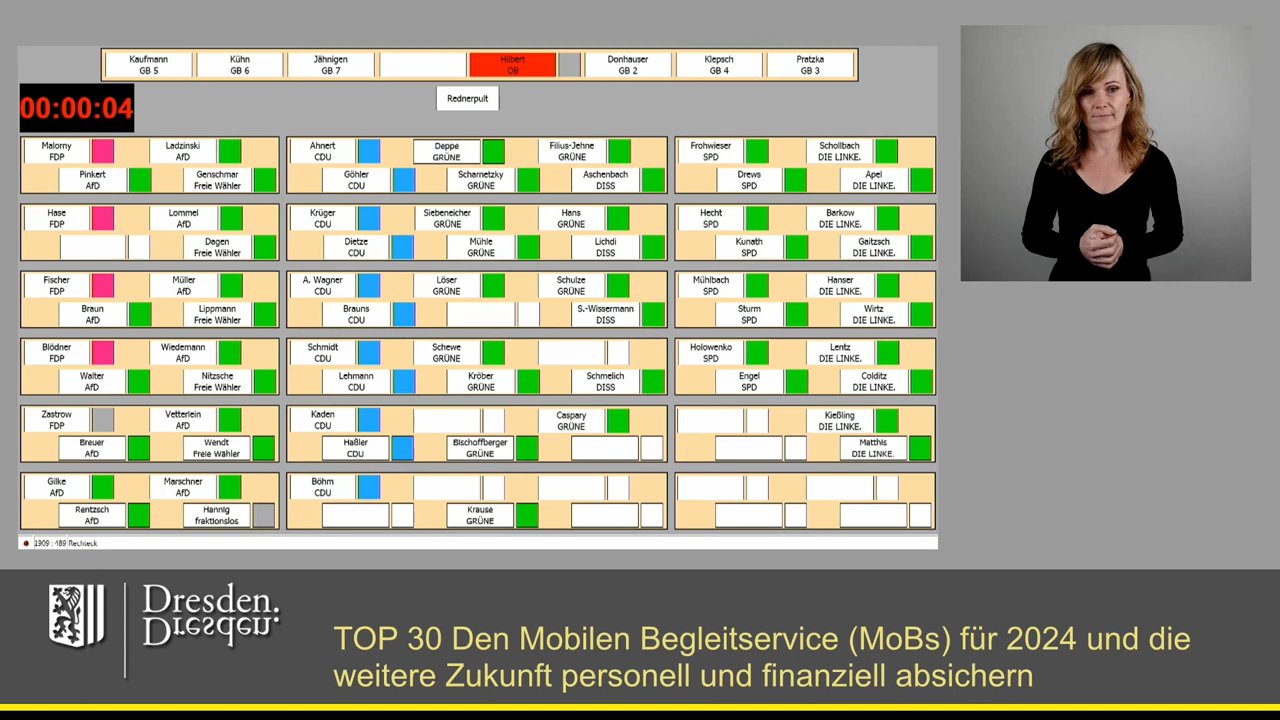 Kaufmann
GB 5
Kühn
GB 6
Jähnigen
GB 7
Hilbert
OB
Donhauser
GB 2
Klepsch
GB 4
Pratzka
GB 3
00:00:04
Rednerpult
Malorny
FDP
Ladzinski
AfD
Pinkert
AfD
Genschmar
Freie Wähler
Ahnert
CDU
Deppe
GRÜNE
Filius-Jehne
GRÜNE
Göhler
CDU
Scharnetzky
GRÜNE
Aschenbach
DISS
Frohwieser
SPD
Schollbach
DIE LINKE.
Drews
SPD
Apel
DIE LINKE.
Hase
FDP
Lommel
AfD
Dagen
Freie Wähler
Krüger
CDU
Siebeneicher
GRÜNE
Hans
GRÜNE
Dietze
CDU
Mühle
GRÜNE
Lichdi
DISS
Hecht
SPD
Barkow
DIE LINKE.
Kunath
SPD
Gaitzsch
DIE LINKE.
Fischer
FDP
Müller
AfD
Braun
AfD
Lippmann
Freie Wähler
A. Wagner
CDU
Löser
GRÜNE
Schulze
GRÜNE
Brauns
CDU
S.-Wissermann
DISS
Mühlbach
SPD
Hanser
DIE LINKE.
Sturm
SPD
Wirtz
DIE LINKE.
Blödner
FDP
Wiedemann
AfD
Walter
AfD
Nitzsche
Freie Wähler
Schmidt
CDU
Schewe
GRÜNE
Lehmann
CDU
Kröber
GRÜNE
Schmelich
DISS
Holowenko
SPD
Lentz
DIE LINKE.
Engel
SPD
Colditz
DIE LINKE.
Zastrow
FDP
Vetterlein
AfD
Breuer
AfD
Wendt
Freie Wähler
Kaden
CDU
Caspary
GRÜNE
Haßler
CDU
Bischoffberger
GRÜNE
Kießling
DIE LINKE.
Matthis
DIE LINKE.
Gilke
AfD
Marschner
AfD
Rentzsch
AfD
Hannig
fraktionslos
Böhm
CDU
Krause
GRÜNE
1909 : 489 Rechteck
Dresden.
Dresden.
TOP 30 Den Mobilen Begleitservice (MoBs) für 2024 und die
weitere Zukunft personell und finanziell absichern